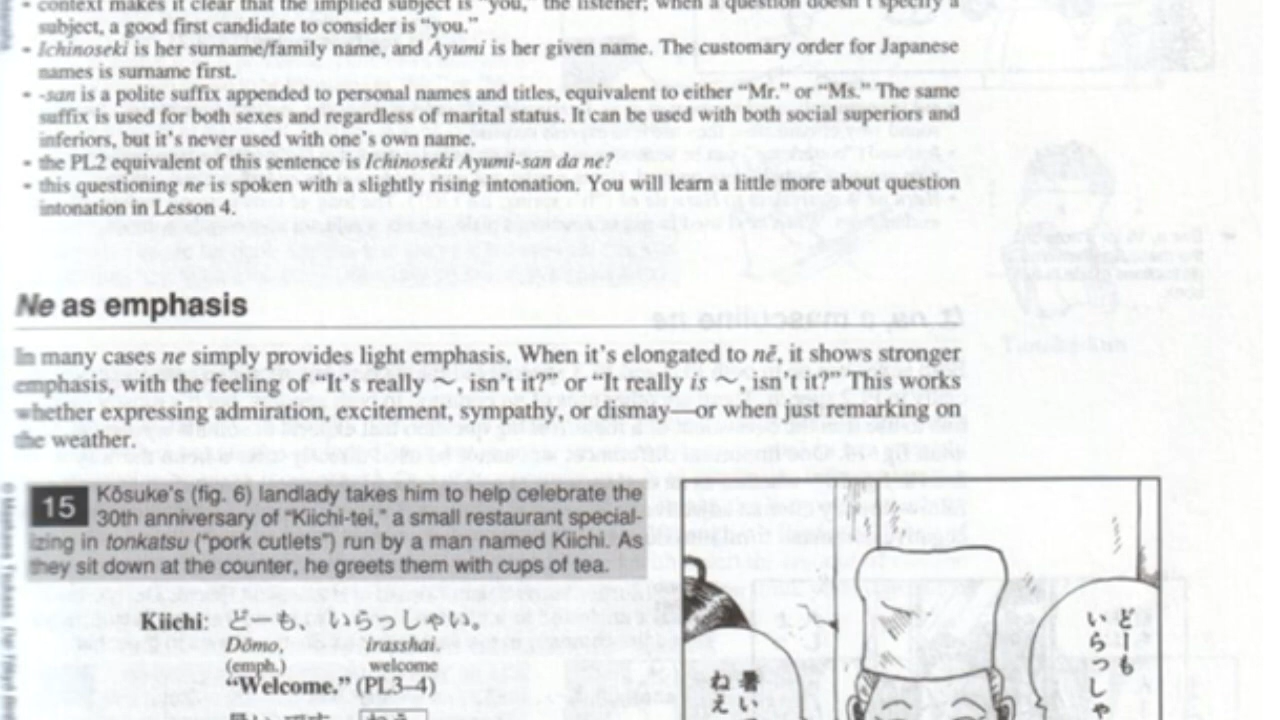 context makes it clear that the implied subject is “you,” the listener; when a question doesn’t specify a
subject, a good first candidate to consider is “you.”
- Ichinoseki is her surname/family name, and Ayumi is her given name. The customary order for Japanese
names is surname first.
- -san is a polite suffix appended to personal names and titles, equivalent to either “Mr.” or “Ms.” The same
suffix is used for both sexes and regardless of marital status. It can be used with both social superiors and
inferiors, but it’s never used with one’s own name.
- the PL2 equivalent of this sentence is Ichinoseki Ayumi-san da ne?
- this questioning ne is spoken with a slightly rising intonation. You will learn a little more about question
intonation in Lesson 4.
Ne as emphasis
In many cases ne simply provides light emphasis. When it’s elongated to nē, it shows stronger
emphasis, with the feeling of “It’s really ~, isn’t it?” or “It really is ~, isn’t it?” This works
whether expressing admiration, excitement, sympathy, or dismay—or when just remarking on
the weather.
15 Kōsuke’s (fig. 6) landlady takes him to help celebrate the
30th anniversary of “Kiichi-tei,” a small restaurant special-
izing in tonkatsu (“pork cutlets”) run by a man named Kiichi. As
they sit down at the counter, he greets them with cups of tea.
Kiichi: どーも、いらっしゃい。
Dōmo, irasshai.
(emph.) welcome
“Welcome.” (PL3–4)
どーも
いらっしゃ
暑い
ねえ